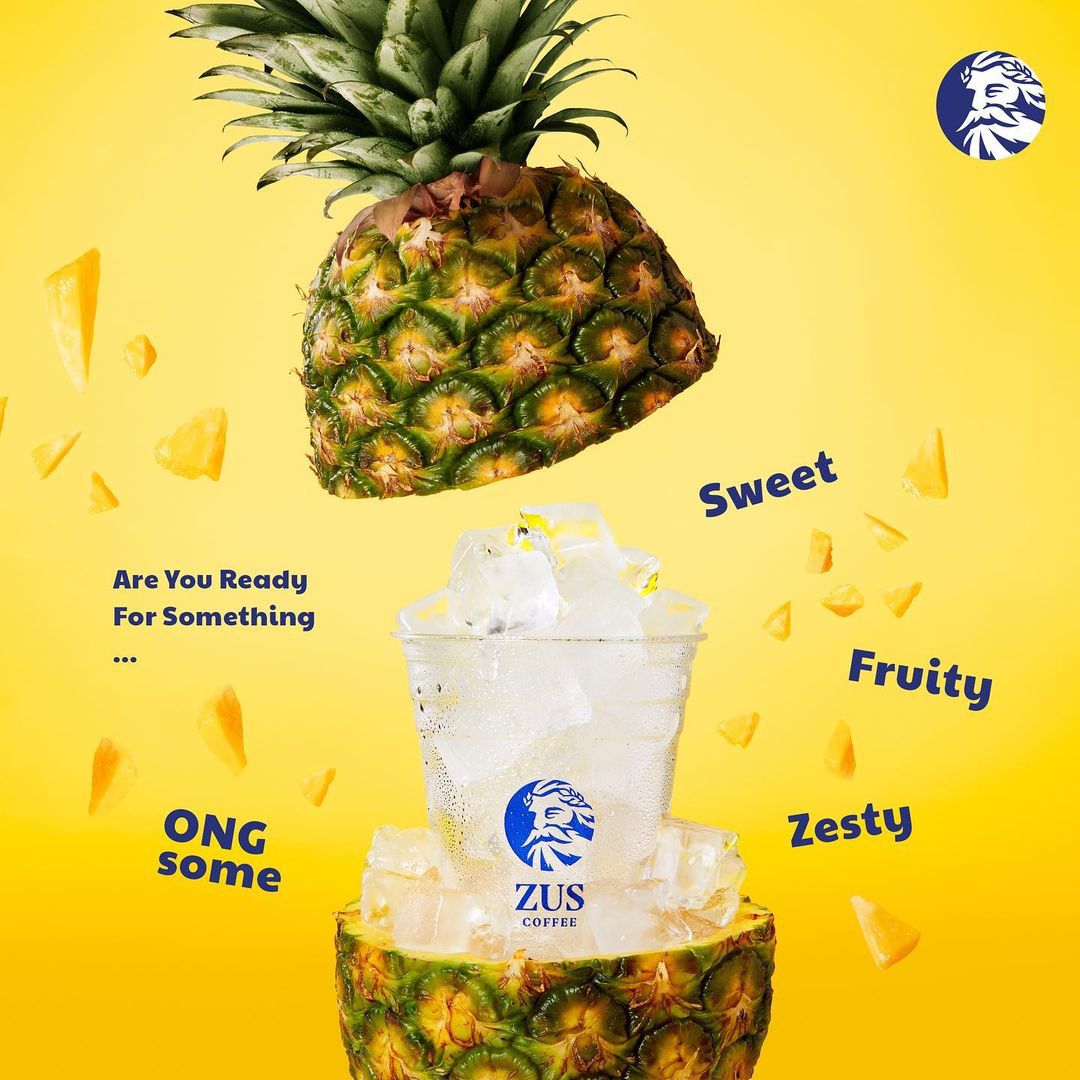 Sweet
Are You Ready
For Something
...
Fruity
ONG
some
Zesty
ZUS
COFFEE